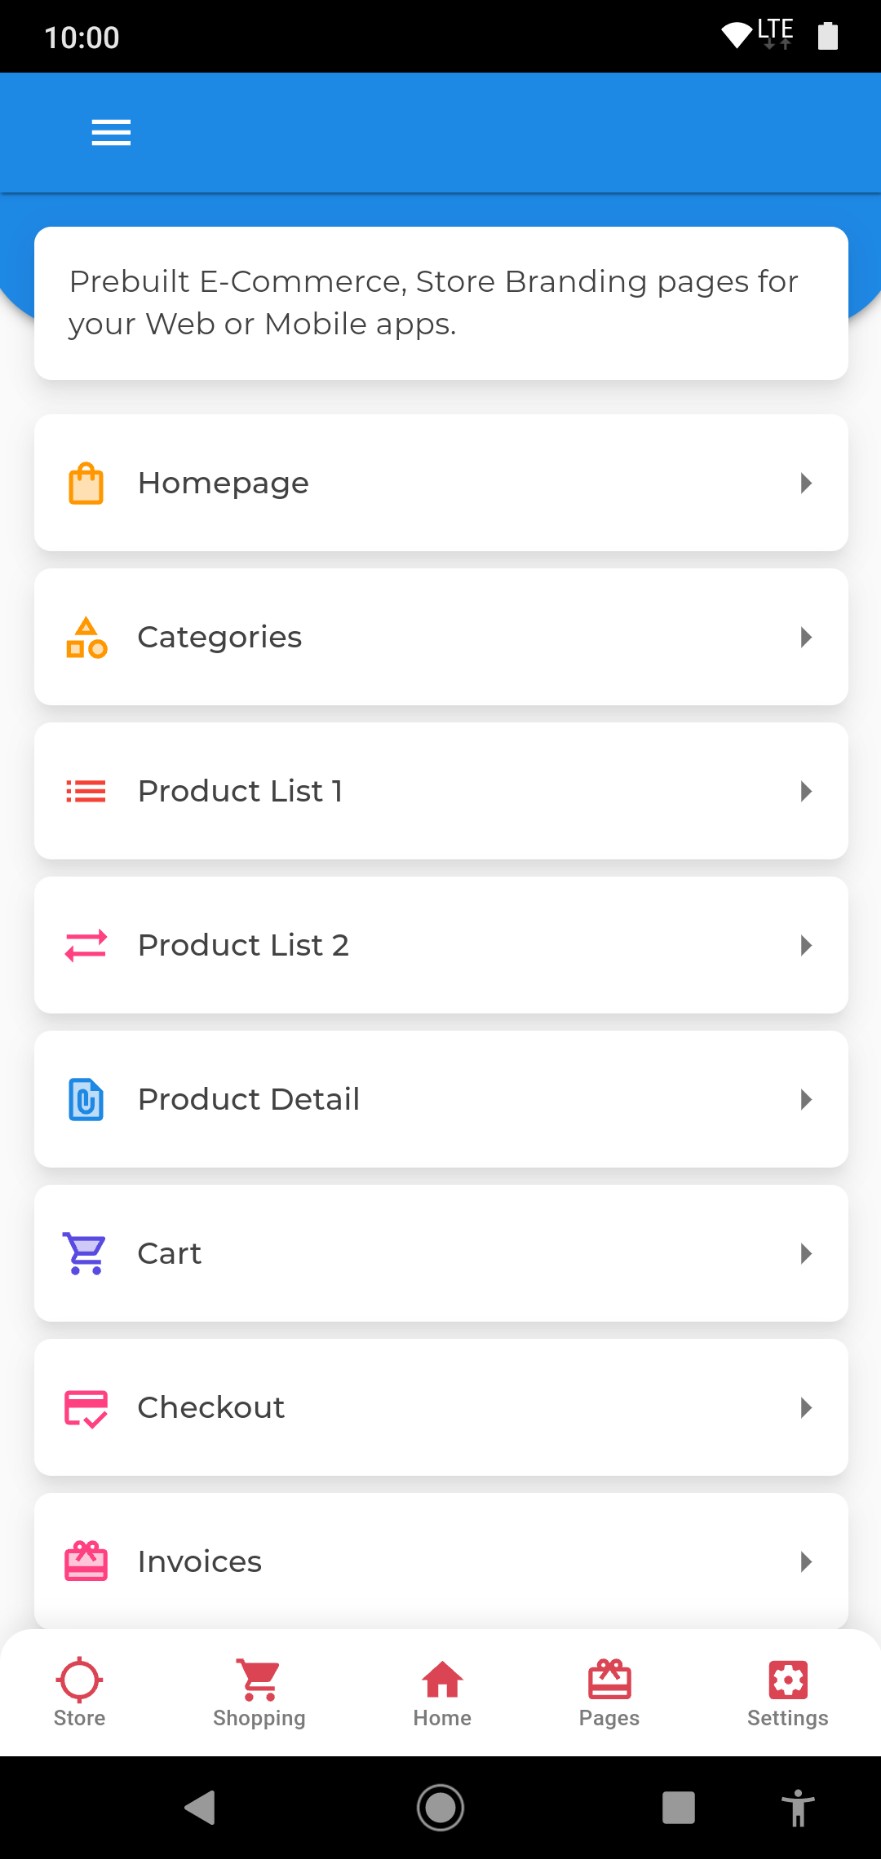 10:00
LTE
Prebuilt E-Commerce, Store Branding pages for
your Web or Mobile apps.
Homepage
Categories
Product List 1
Product List 2
Product Detail
Cart
Checkout
Invoices
Store
Shopping
Home
Pages
Settings